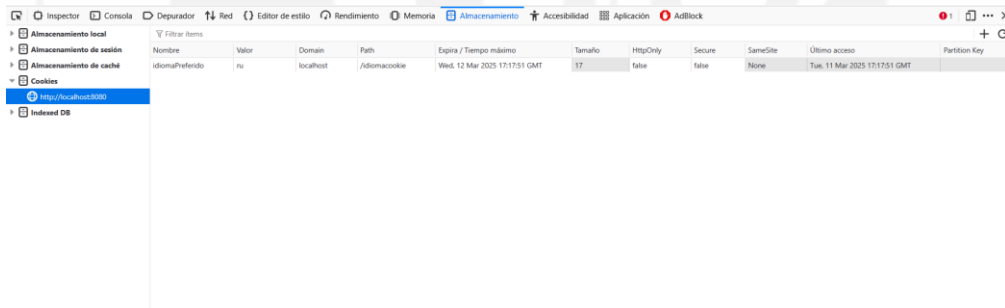 Inspector Consola Depurador Red Editor de estilo Rendimiento Memoria Almacenamiento Accesibilidad Aplicación AdBlock 1
Almacenamiento local Filtrar ítems
Almacenamiento de sesión Nombre Valor Domain Path Expira / Tiempo máximo Tamaño HttpOnly Secure SameSite Último acceso Partition Key
Almacenamiento de caché idiomaPreferido ru localhost /idiomacookie Wed, 12 Mar 2025 17:17:51 GMT 17 false false None Tue, 11 Mar 2025 17:17:51 GMT
Cookies
http://localhost:8080
Indexed DB